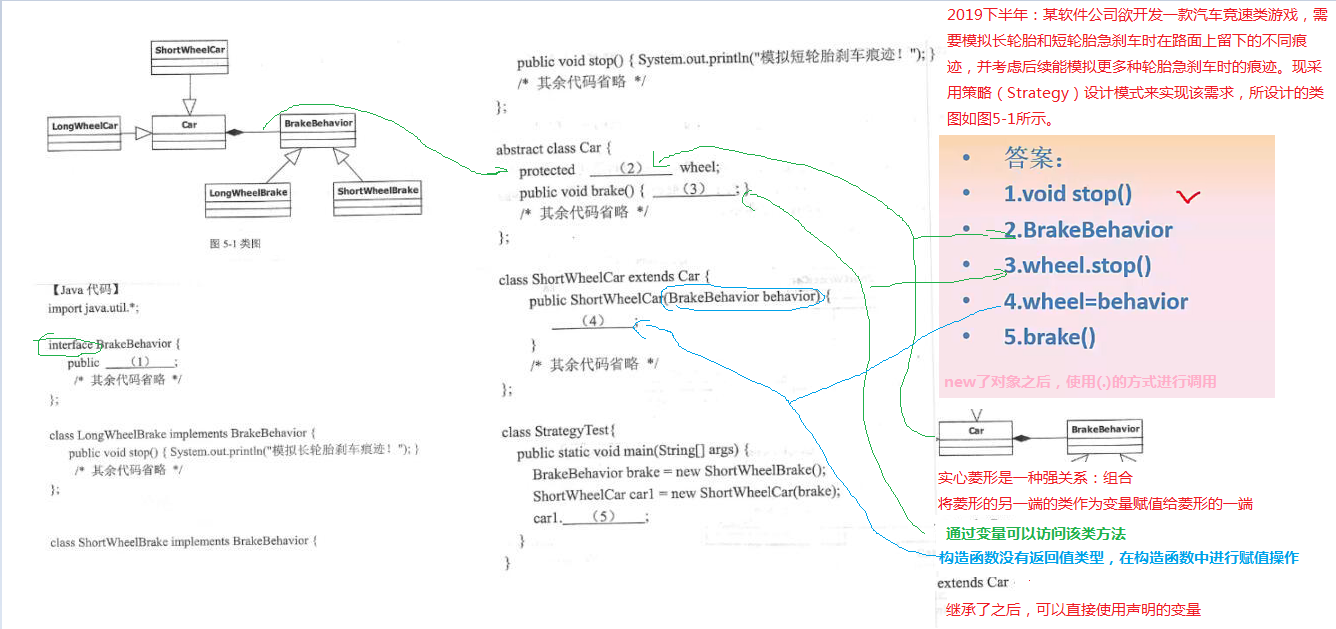 ShortWheelCar
LongWheelCar
Car
BrakeBehavior
LongWheelBrake
ShortWheelBrake
图 5-1 类图
【Java 代码】
import java.util.*;
interface BrakeBehavior {
public （1） ;
/* 其余代码省略 */
};
class LongWheelBrake implements BrakeBehavior {
public void stop() { System.out.println("模拟长轮胎刹车痕迹！"); }
/* 其余代码省略 */
};
class ShortWheelBrake implements BrakeBehavior {
public void stop() { System.out.println("模拟短轮胎刹车痕迹！"); }
/* 其余代码省略 */
};
abstract class Car {
protected （2） wheel;
public void brake() { （3） ; }
/* 其余代码省略 */
};
class ShortWheelCar extends Car {
public ShortWheelCar(BrakeBehavior behavior) {
（4） ;
}
/* 其余代码省略 */
};
class StrategyTest{
public static void main(String[] args) {
BrakeBehavior brake = new ShortWheelBrake();
ShortWheelCar car1 = new ShortWheelCar(brake);
car1. （5） ;
}
}
2019下半年：某软件公司欲开发一款汽车竞速类游戏，需
要模拟长轮胎和短轮胎急刹车时在路面上留下的不同痕
迹，并考虑后续能模拟更多种轮胎急刹车时的痕迹。现采
用策略（Strategy）设计模式来实现该需求，所设计的类
图如图5-1所示。
• 答案：
• 1.void stop()
• 2.BrakeBehavior
• 3.wheel.stop()
• 4.wheel=behavior
• 5.brake()
new了对象之后，使用(.)的方式进行调用
Car
BrakeBehavior
实心菱形是一种强关系：组合
将菱形的另一端的类作为变量赋值给菱形的一端
通过变量可以访问该类方法
构造函数没有返回值类型，在构造函数中进行赋值操作
extends Car
继承了之后，可以直接使用声明的变量